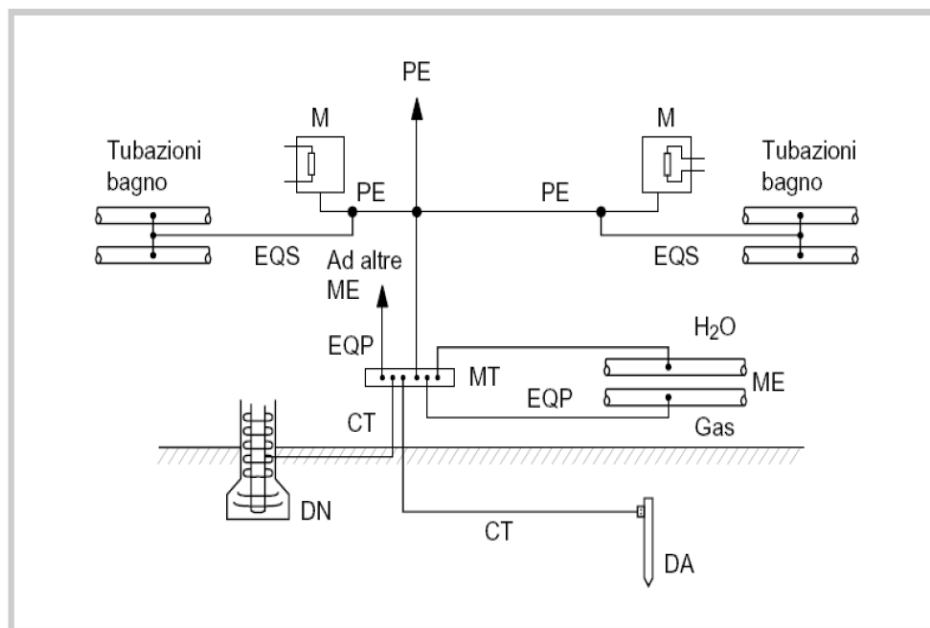 PE
M
M
Tubazioni
bagno
Tubazioni
bagno
PE
PE
EQS
EQS
Ad altre
ME
H₂O
EQP
MT
ME
EQP
Gas
CT
DN
CT
DA